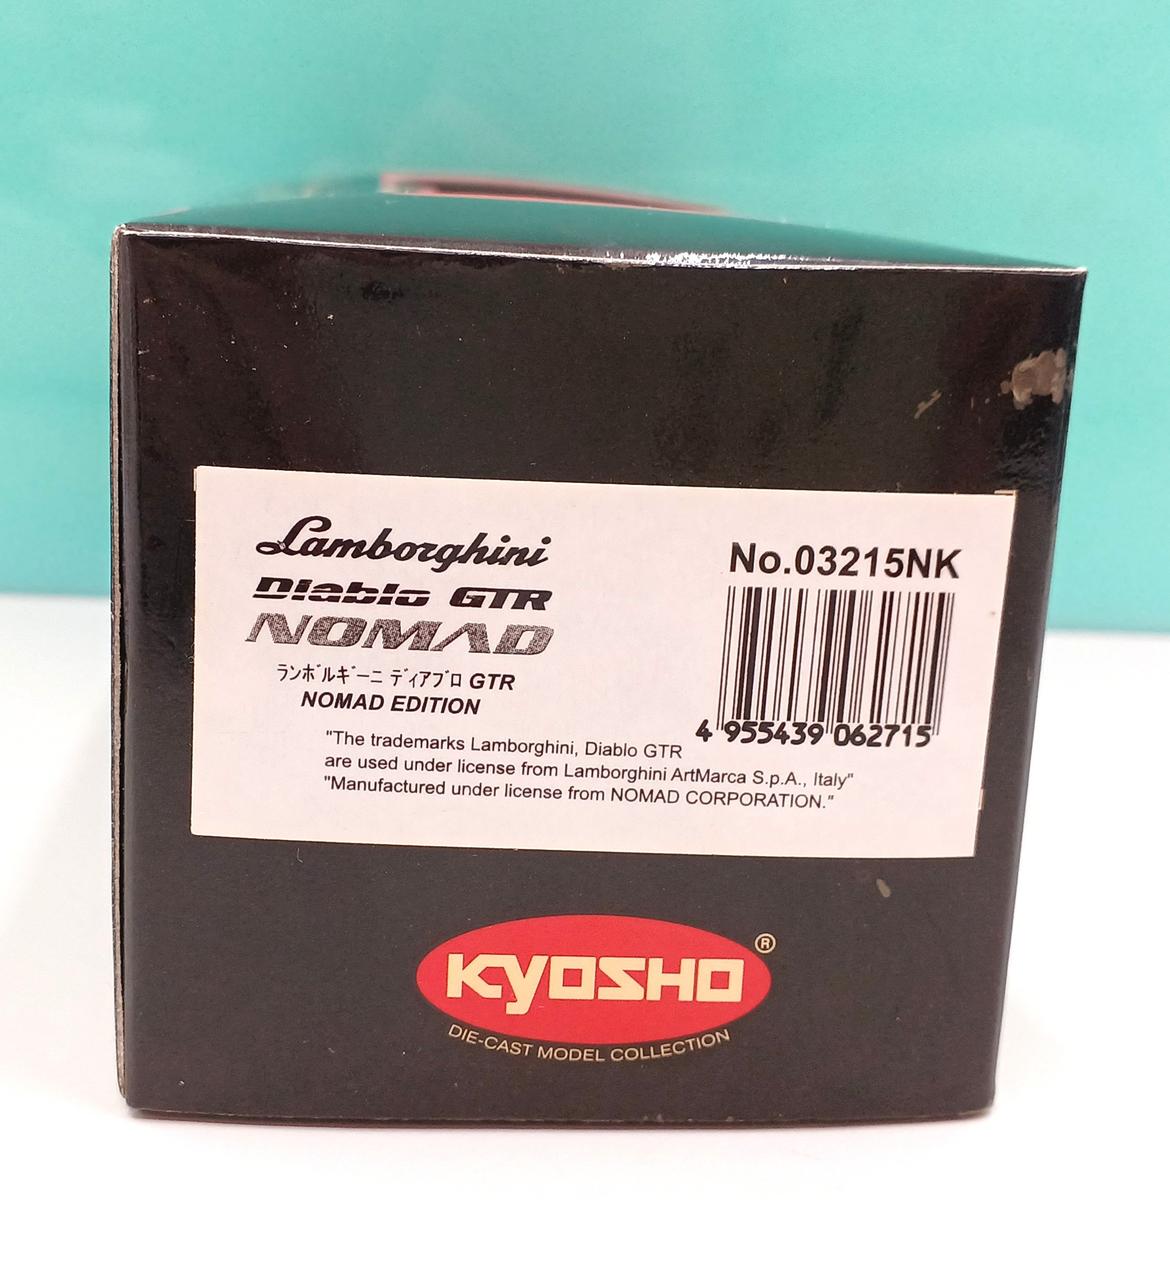 Lamborghini
Diablo GTR
NOMAD
ランボルギーニ ディアブロ GTR
NOMAD EDITION
No.03215NK
4 955439 062715
"The trademarks Lamborghini, Diablo GTR
are used under license from Lamborghini ArtMarca S.p.A., Italy"
"Manufactured under license from NOMAD CORPORATION."
KYOSHO ®
DIE-CAST MODEL COLLECTION